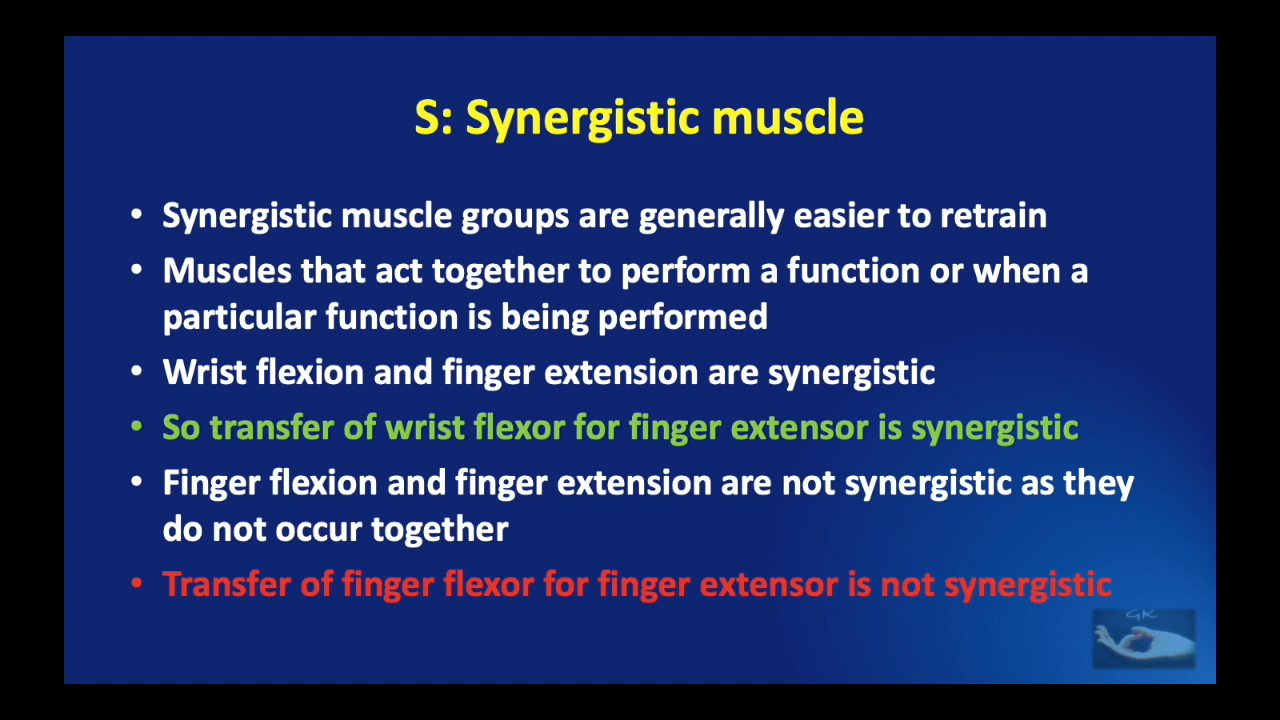 S: Synergistic muscle
• Synergistic muscle groups are generally easier to retrain
• Muscles that act together to perform a function or when a
particular function is being performed
• Wrist flexion and finger extension are synergistic
• So transfer of wrist flexor for finger extensor is synergistic
• Finger flexion and finger extension are not synergistic as they
do not occur together
• Transfer of finger flexor for finger extensor is not synergistic
GK